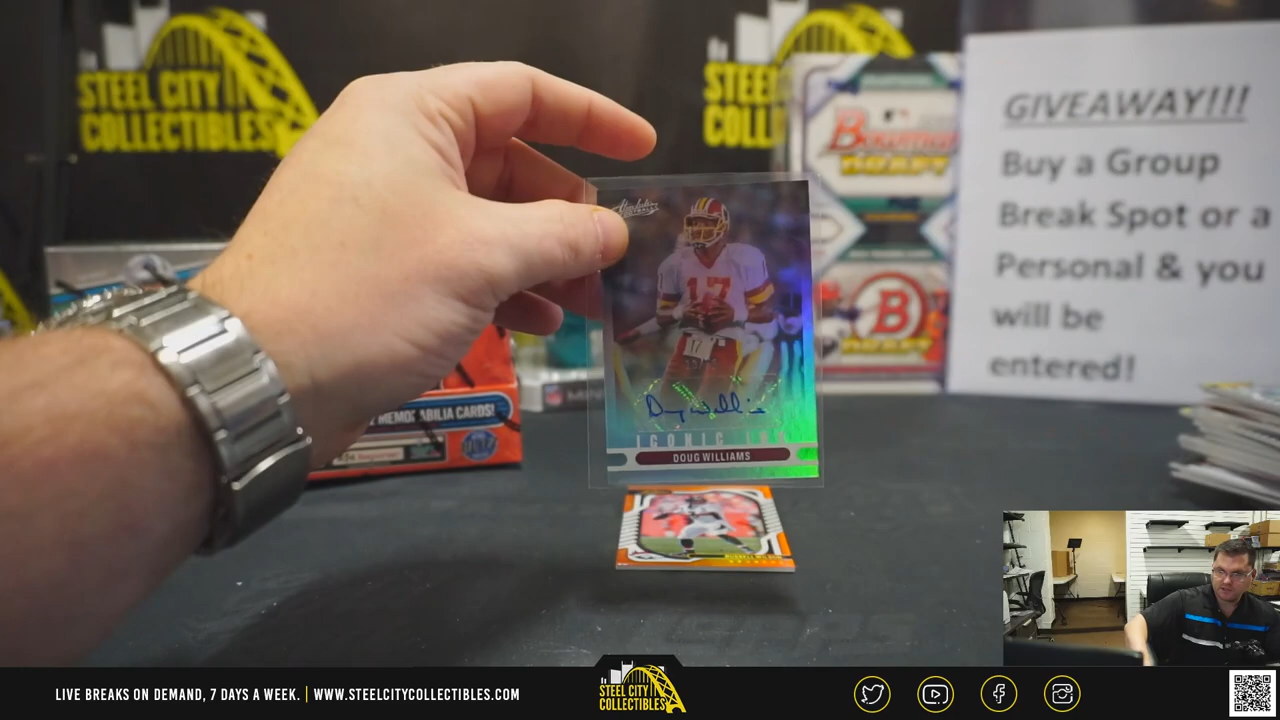 STEEL CITY
COLLECTIBLES
STEEL CITY
COLL
Bowman
DRAFT
B
GIVEAWAY!!!
Buy a Group
Break Spot or a
Personal & you
will be
entered!
Absolute
FOOTBALL
17
ICONIC
DOUG WILLIAMS
MEMORABILIA CARDS!
LIVE BREAKS ON DEMAND, 7 DAYS A WEEK. | WWW.STEELCITYCOLLECTIBLES.COM
STEEL CITY
COLLECTIBLES